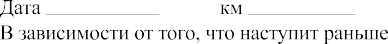 Дата ____________ км ____________
В зависимости от того, что наступит раньше